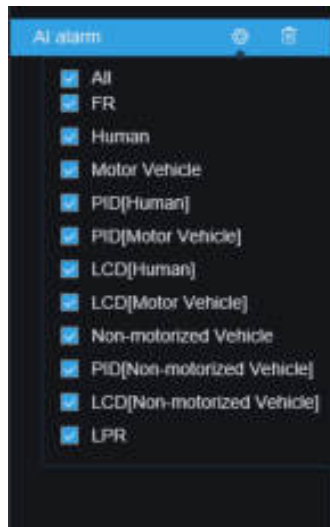 AI alarm
All
FR
Human
Motor Vehicle
PID[Human]
PID[Motor Vehicle]
LCD[Human]
LCD[Motor Vehicle]
Non-motorized Vehicle
PID[Non-motorized Vehicle]
LCD[Non-motorized Vehicle]
LPR